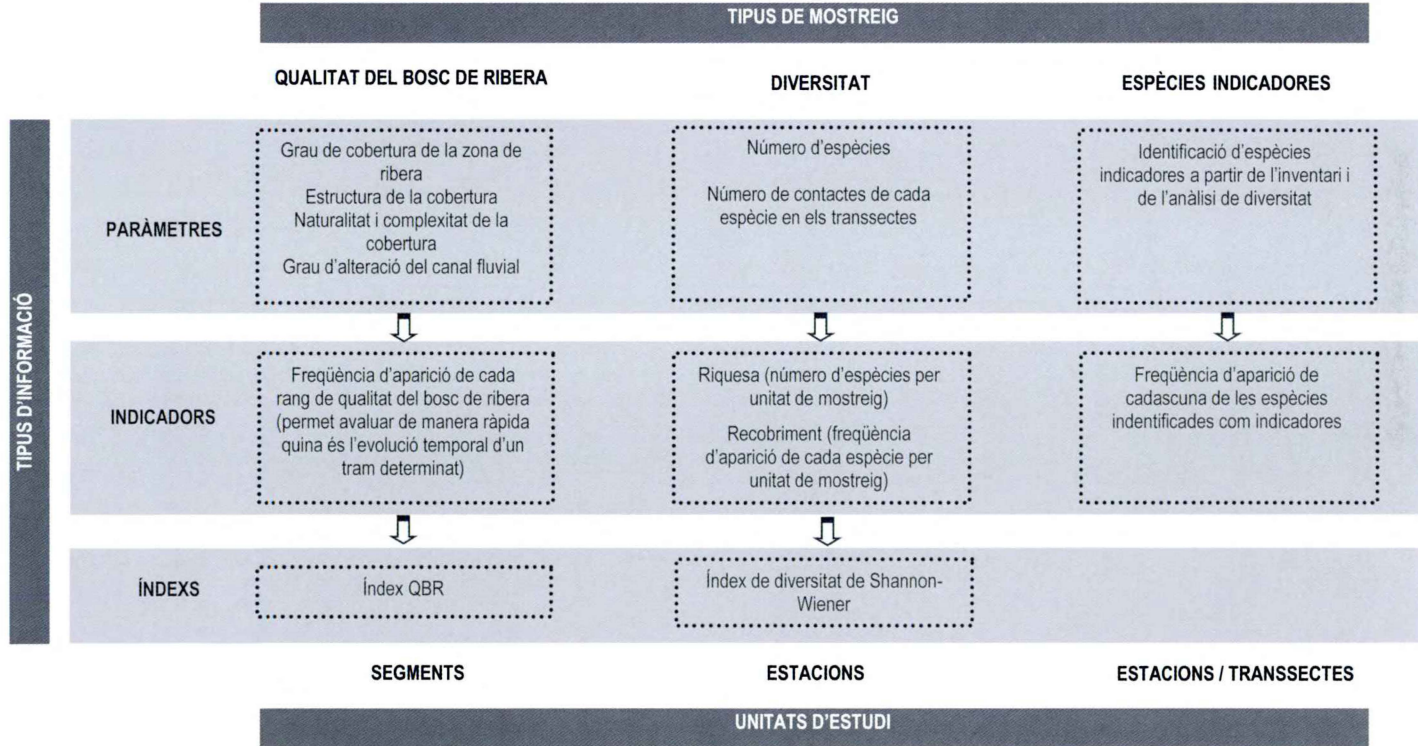 TIPUS DE MOSTREIG
QUALITAT DEL BOSC DE RIBERA
DIVERSITAT
ESPÈCIES INDICADORES
TIPUS D'INFORMACIÓ
PARÀMETRES
Grau de cobertura de la zona de
ribera
Estructura de la cobertura
Naturalitat i complexitat de la
cobertura
Grau d'alteració del canal fluvial
Número d'espècies
Número de contactes de cada
espècie en els transsectes
Identificació d'espècies
indicadores a partir de l'inventari i
de l'anàlisi de diversitat
INDICADORS
Freqüència d'aparició de cada
rang de qualitat del bosc de ribera
(permet avaluar de manera ràpida
quina és l'evolució temporal d'un
tram determinat)
Riquesa (número d'espècies per
unitat de mostreig)
Recobriment (freqüència
d'aparició de cada espècie per
unitat de mostreig)
Freqüència d'aparició de
cadascuna de les espècies
indentificades com indicadores
ÍNDEXS
Índex QBR
Índex de diversitat de Shannon-
Wiener
SEGMENTS
ESTACIONS
ESTACIONS / TRANSSECTES
UNITATS D'ESTUDI